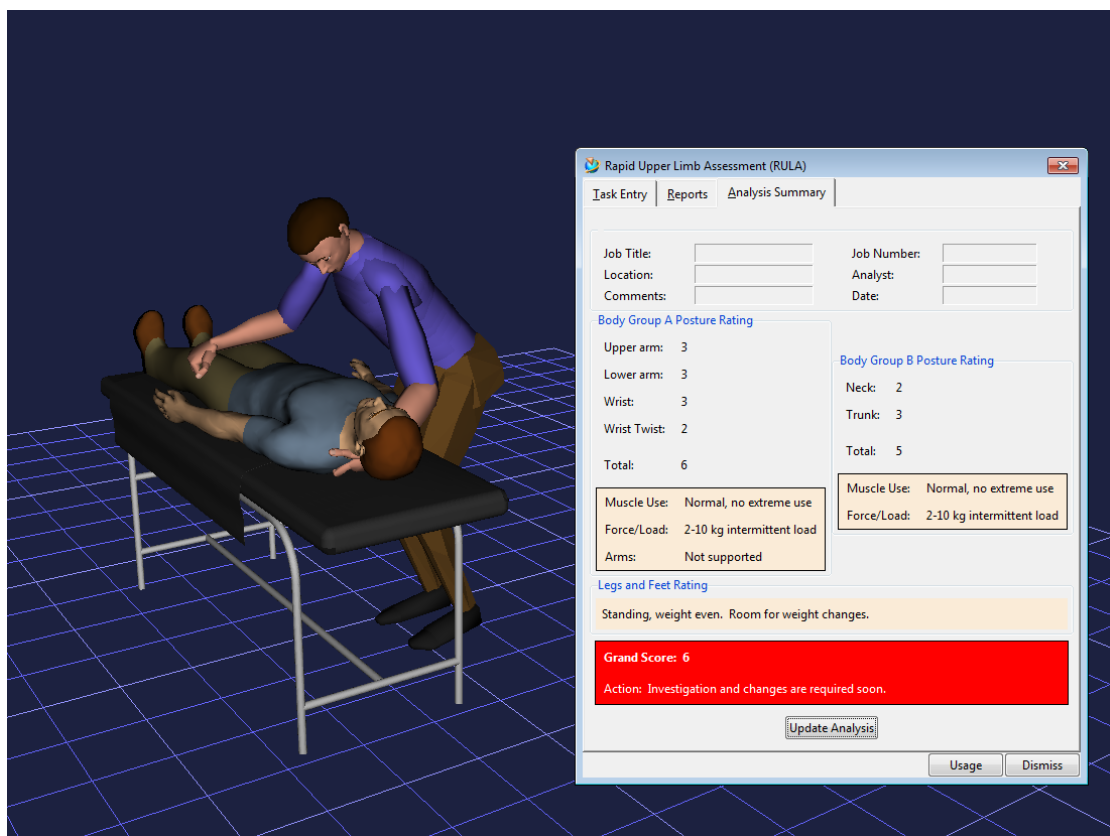 Rapid Upper Limb Assessment (RULA)
Task Entry Reports Analysis Summary
Job Title: Job Number:
Location: Analyst:
Comments: Date:
Body Group A Posture Rating
Upper arm: 3
Lower arm: 3
Wrist: 3
Wrist Twist: 2
Total: 6
Muscle Use: Normal, no extreme use
Force/Load: 2-10 kg intermittent load
Arms: Not supported
Body Group B Posture Rating
Neck: 2
Trunk: 3
Total: 5
Muscle Use: Normal, no extreme use
Force/Load: 2-10 kg intermittent load
Legs and Feet Rating
Standing, weight even. Room for weight changes.
Grand Score: 6
Action: Investigation and changes are required soon.
Update Analysis
Usage Dismiss